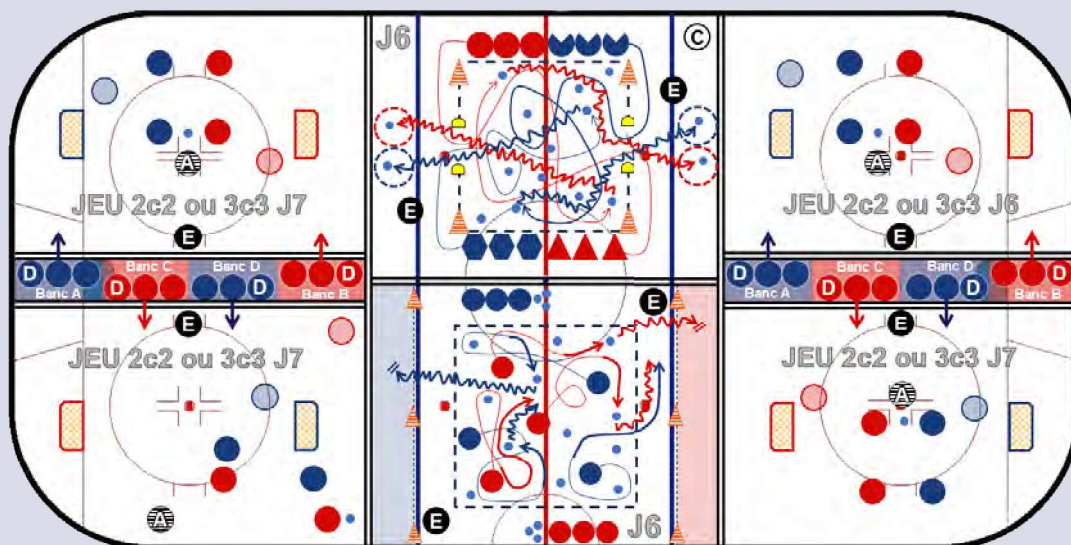 J6
C
E
A
JEU 2c2 ou 3c3 J7
E
E
E
A
JEU 2c2 ou 3c3 J6
E
D
Banc A
Banc C
D
Banc D
D
D
Banc B
D
Banc A
Banc C
D
Banc D
D
D
Banc B
E
JEU 2c2 ou 3c3 J7
A
E
E
E
J6
E
JEU 2c2 ou 3c3 J7
A